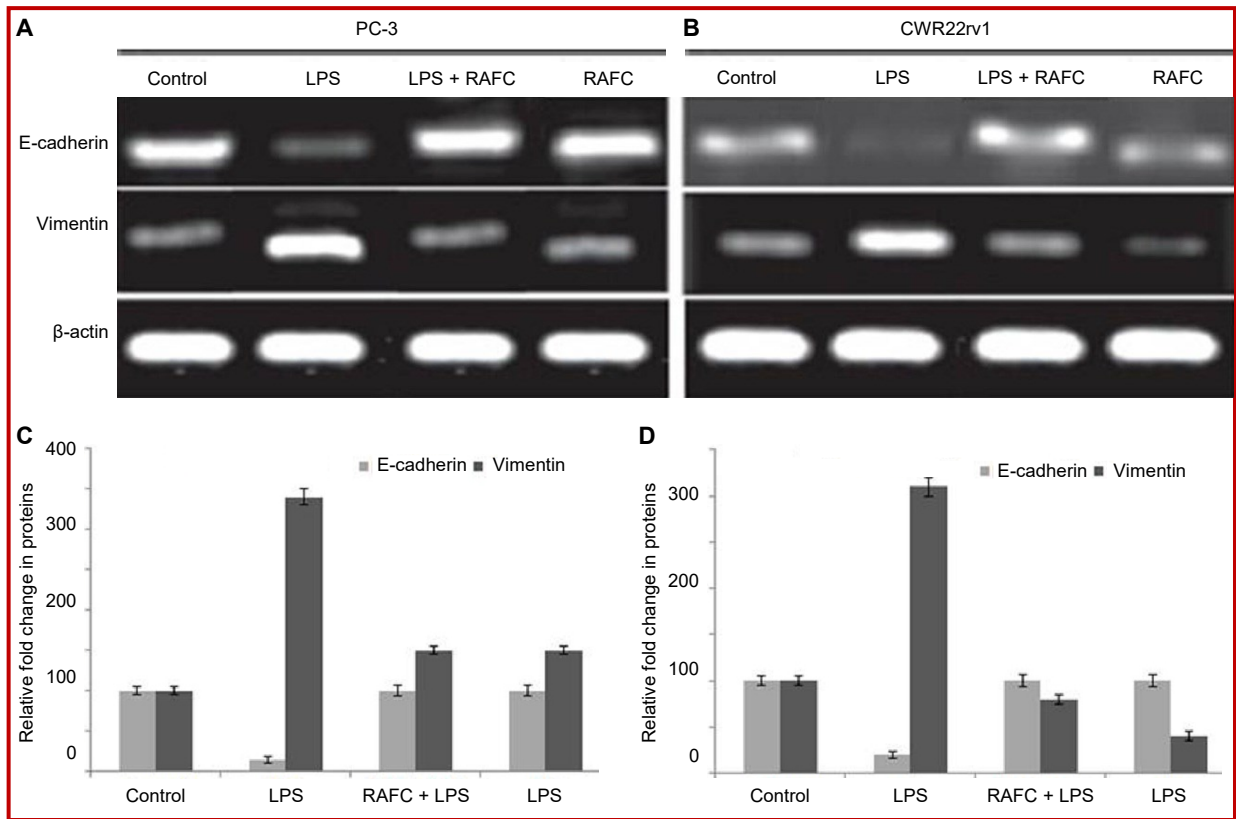 A PC-3
Control LPS LPS + RAFC RAFC
B CWR22rv1
Control LPS LPS + RAFC RAFC
E-cadherin
Vimentin
β-actin
C
Relative fold change in proteins
400
300
200
100
0
E-cadherin Vimentin
Control LPS RAFC + LPS LPS
D
Relative fold change in proteins
300
200
100
0
E-cadherin Vimentin
Control LPS RAFC + LPS LPS